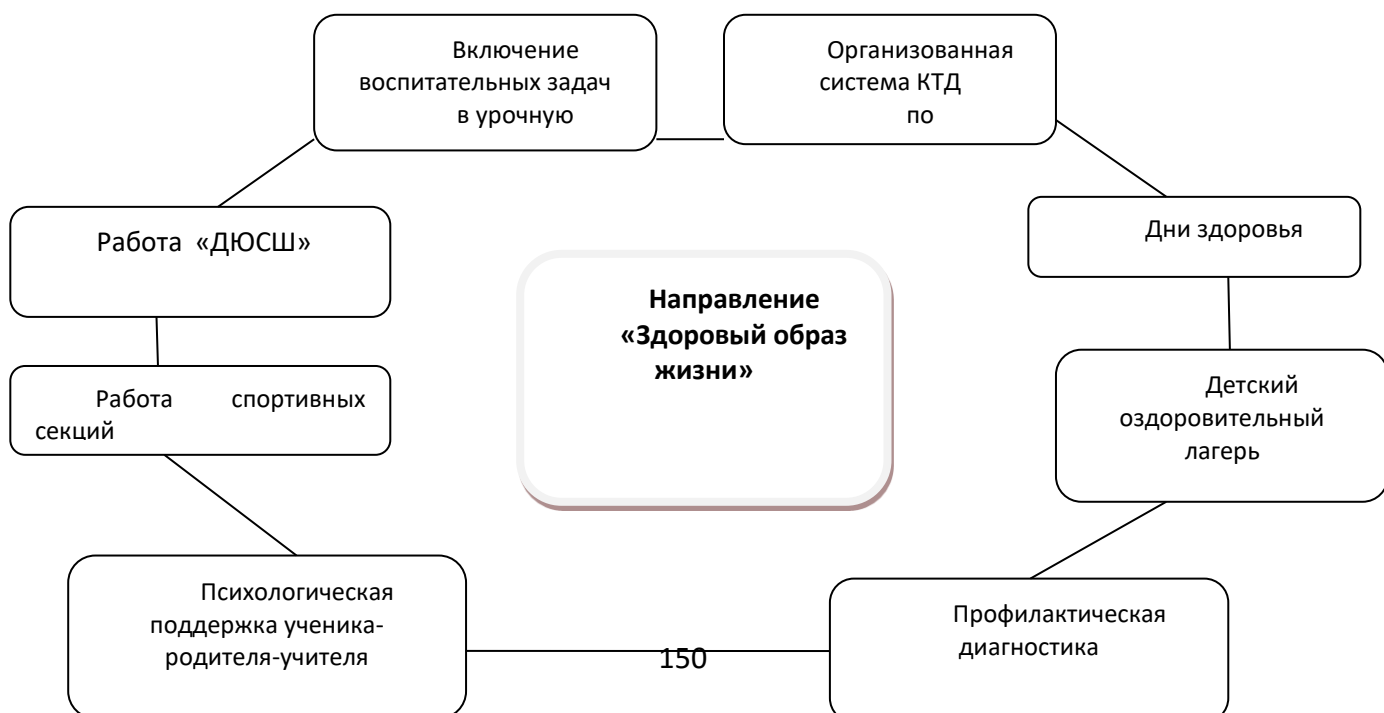 Включение
воспитательных задач
в урочную
Организованная
система КТД
по
Работа «ДЮСШ»
Дни здоровья
Направление
«Здоровый образ
жизни»
Работа спортивных
секций
Детский
оздоровительный
лагерь
Психологическая
поддержка ученика-
родителя-учителя
Профилактическая
диагностика
150